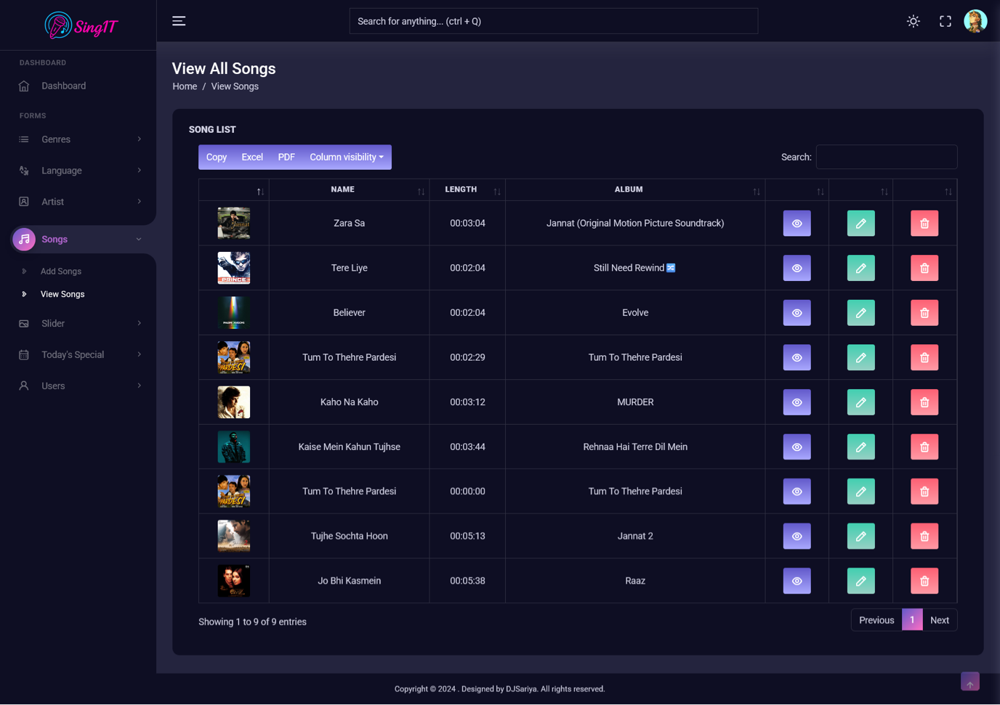 SingIT
Search for anything... (ctrl + Q)
DASHBOARD
Dashboard
FORMS
Genres
Language
Artist
Songs
Add Songs
View Songs
Slider
Today's Special
Users
View All Songs
Home / View Songs
SONG LIST
Copy Excel PDF Column visibility
Search:
NAME LENGTH ALBUM
Jannat
Zara Sa 00:03:04 Jannat (Original Motion Picture Soundtrack)
PRINCE
Tere Liye 00:02:04 Still Need Rewind🔀
Believer 00:02:04 Evolve
PARDESI
Tum To Thehre Pardesi 00:02:29 Tum To Thehre Pardesi
Kaho Na Kaho 00:03:12 MURDER
Kaise Mein Kahun Tujhse 00:03:44 Rehnaa Hai Terre Dil Mein
PARDESI
Tum To Thehre Pardesi 00:00:00 Tum To Thehre Pardesi
Tujhe Sochta Hoon 00:05:13 Jannat 2
Jo Bhi Kasmein 00:05:38 Raaz
Showing 1 to 9 of 9 entries
Previous 1 Next
Copyright © 2024 . Designed by DJSariya. All rights reserved.